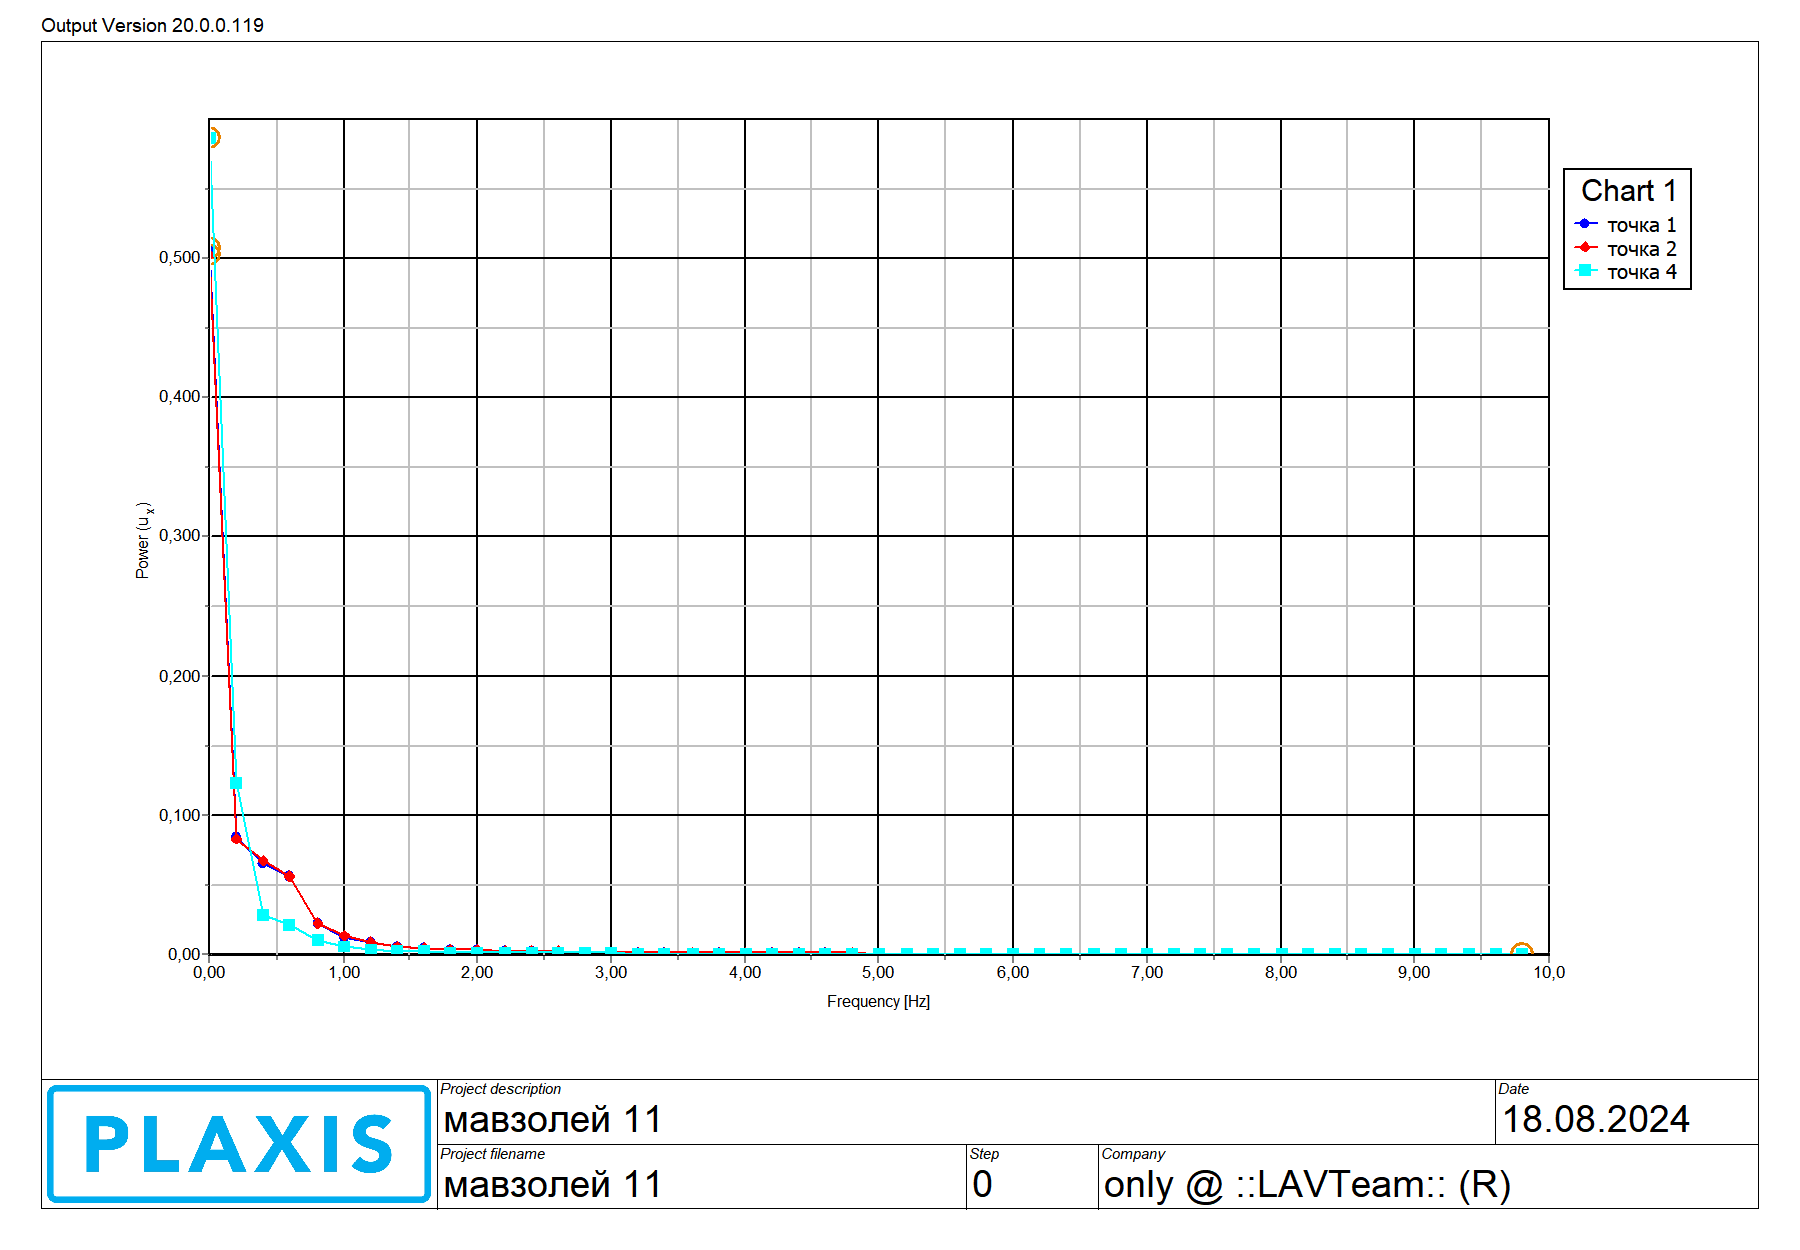 Output Version 20.0.0.119
Chart 1
точка 1
точка 2
точка 4
0,500
0,400
0,300
0,200
0,100
0,00
Power (u x)
0,00 1,00 2,00 3,00 4,00 5,00 6,00 7,00 8,00 9,00 10,0
Frequency [Hz]
PLAXIS
Project description
мавзолей 11
Date
18.08.2024
Project filename
мавзолей 11
Step
0
Company
only @ ::LAVTeam:: (R)